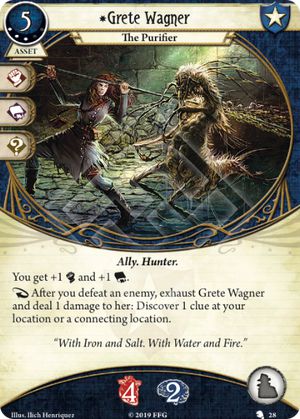 5
*Grete Wagner
The Purifier
ASSET
?
Ally. Hunter.
You get +1 and +1 .
After you defeat an enemy, exhaust Grete Wagner
and deal 1 damage to her: Discover 1 clue at your
location or a connecting location.
“With Iron and Salt. With Water and Fire.”
4 2
Illus. Ilich Henriquez © 2019 FFG 28